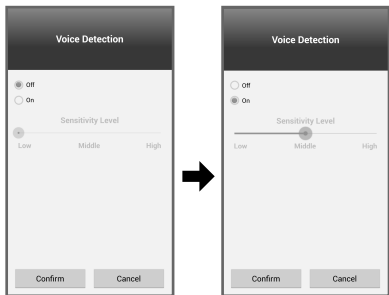 Voice Detection
Off
On
Sensitivity Level
Low Middle High
Confirm Cancel
Voice Detection
Off
On
Sensitivity Level
Low Middle High
Confirm Cancel